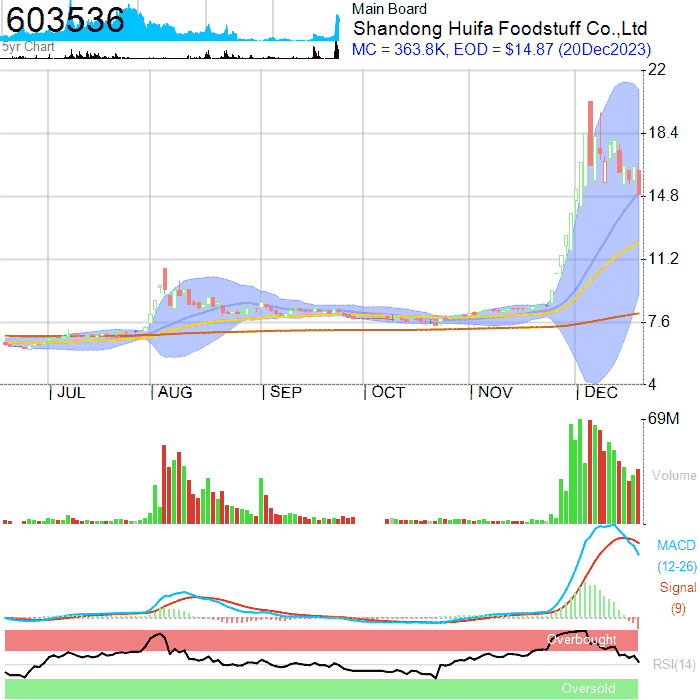 603536
Main Board
Shandong Huifa Foodstuff Co.,Ltd
5yr Chart
MC = 363.8K, EOD = $14.87 (20Dec2023)
22
18.4
14.8
11.2
7.6
4
JUL
AUG
SEP
OCT
NOV
DEC
69M
Volume
MACD
(12-26)
Signal
(9)
Overbought
RSI(14)
Oversold